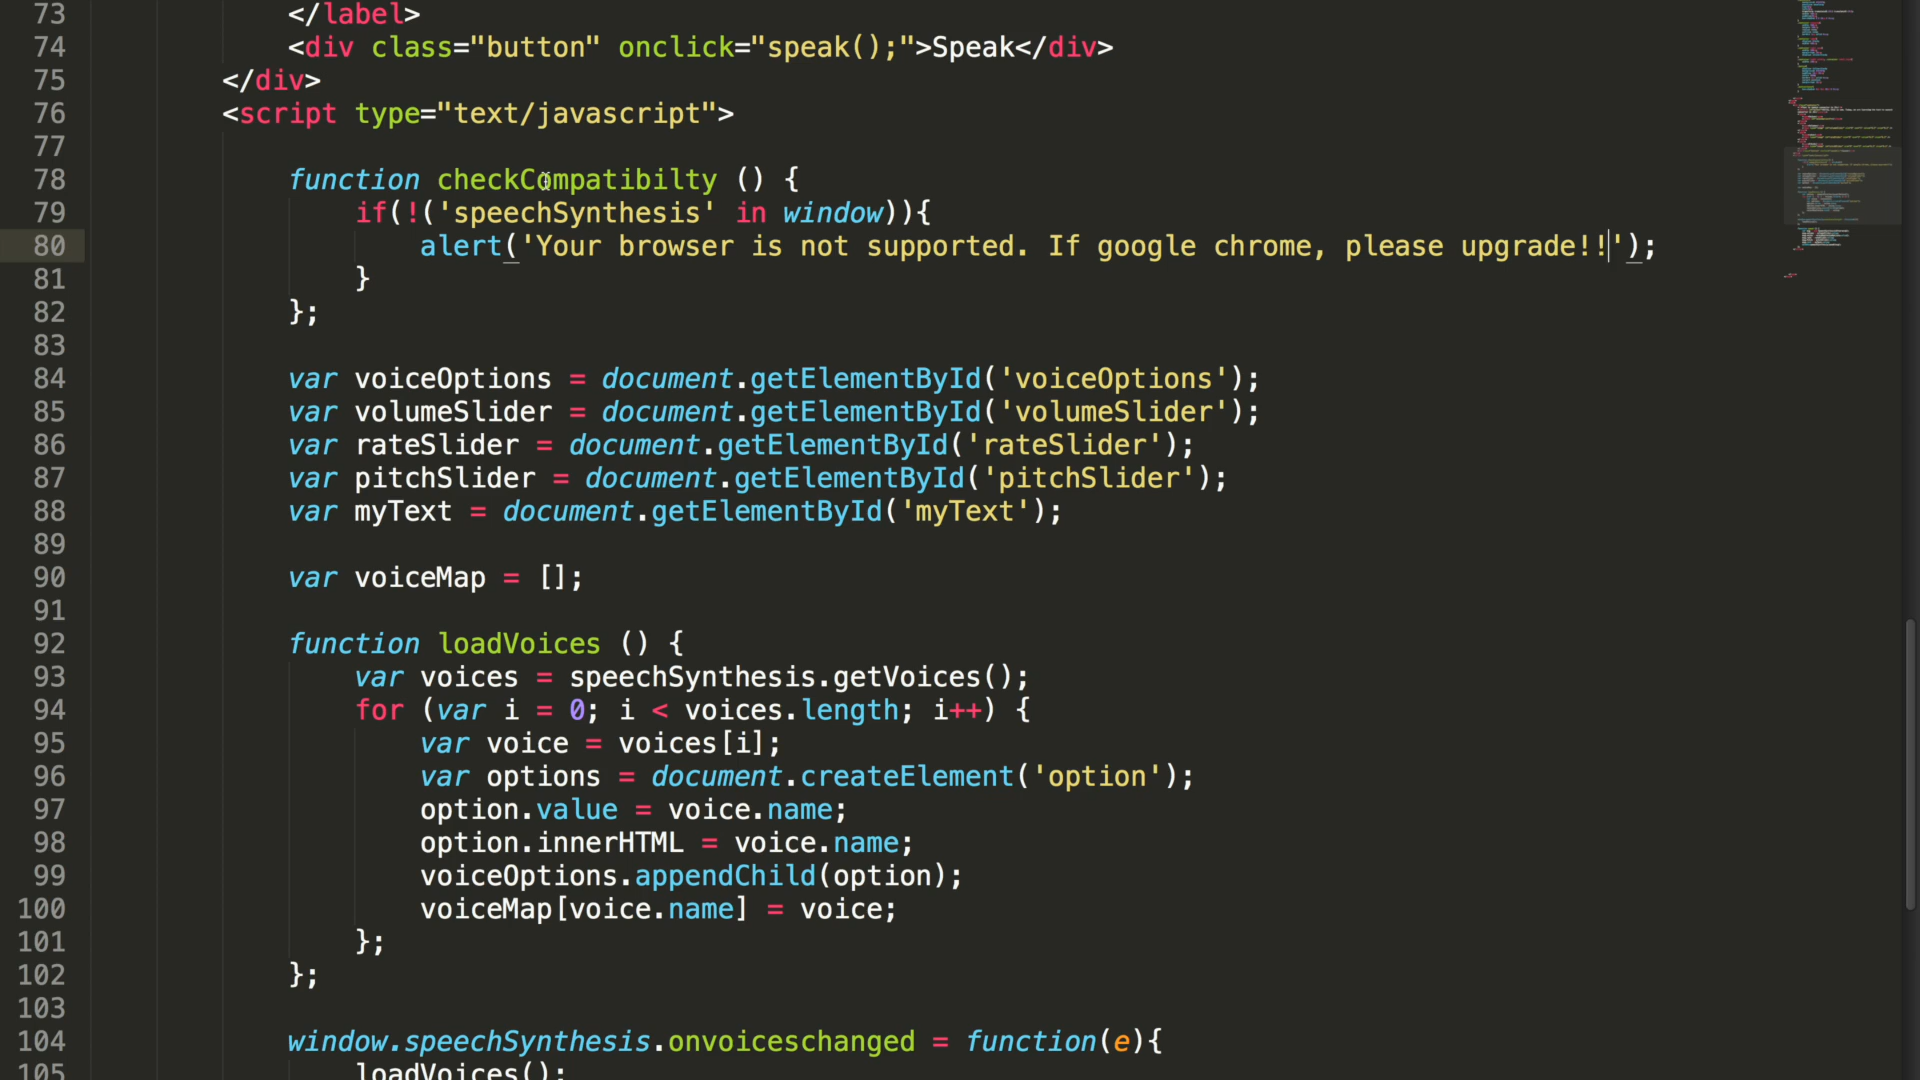 73 </label>
74 <div class="button" onclick="speak();">Speak</div>
75 </div>
76 <script type="text/javascript">
77
78 function checkCompatibilty () {
79 if(!('speechSynthesis' in window)){
80 alert('Your browser is not supported. If google chrome, please upgrade!!');
81 }
82 };
83
84 var voiceOptions = document.getElementById('voiceOptions');
85 var volumeSlider = document.getElementById('volumeSlider');
86 var rateSlider = document.getElementById('rateSlider');
87 var pitchSlider = document.getElementById('pitchSlider');
88 var myText = document.getElementById('myText');
89
90 var voiceMap = [];
91
92 function loadVoices () {
93 var voices = speechSynthesis.getVoices();
94 for (var i = 0; i < voices.length; i++) {
95 var voice = voices[i];
96 var options = document.createElement('option');
97 option.value = voice.name;
98 option.innerHTML = voice.name;
99 voiceOptions.appendChild(option);
100 voiceMap[voice.name] = voice;
101 };
102 };
103
104 window.speechSynthesis.onvoiceschanged = function(e){
105 loadVoices();